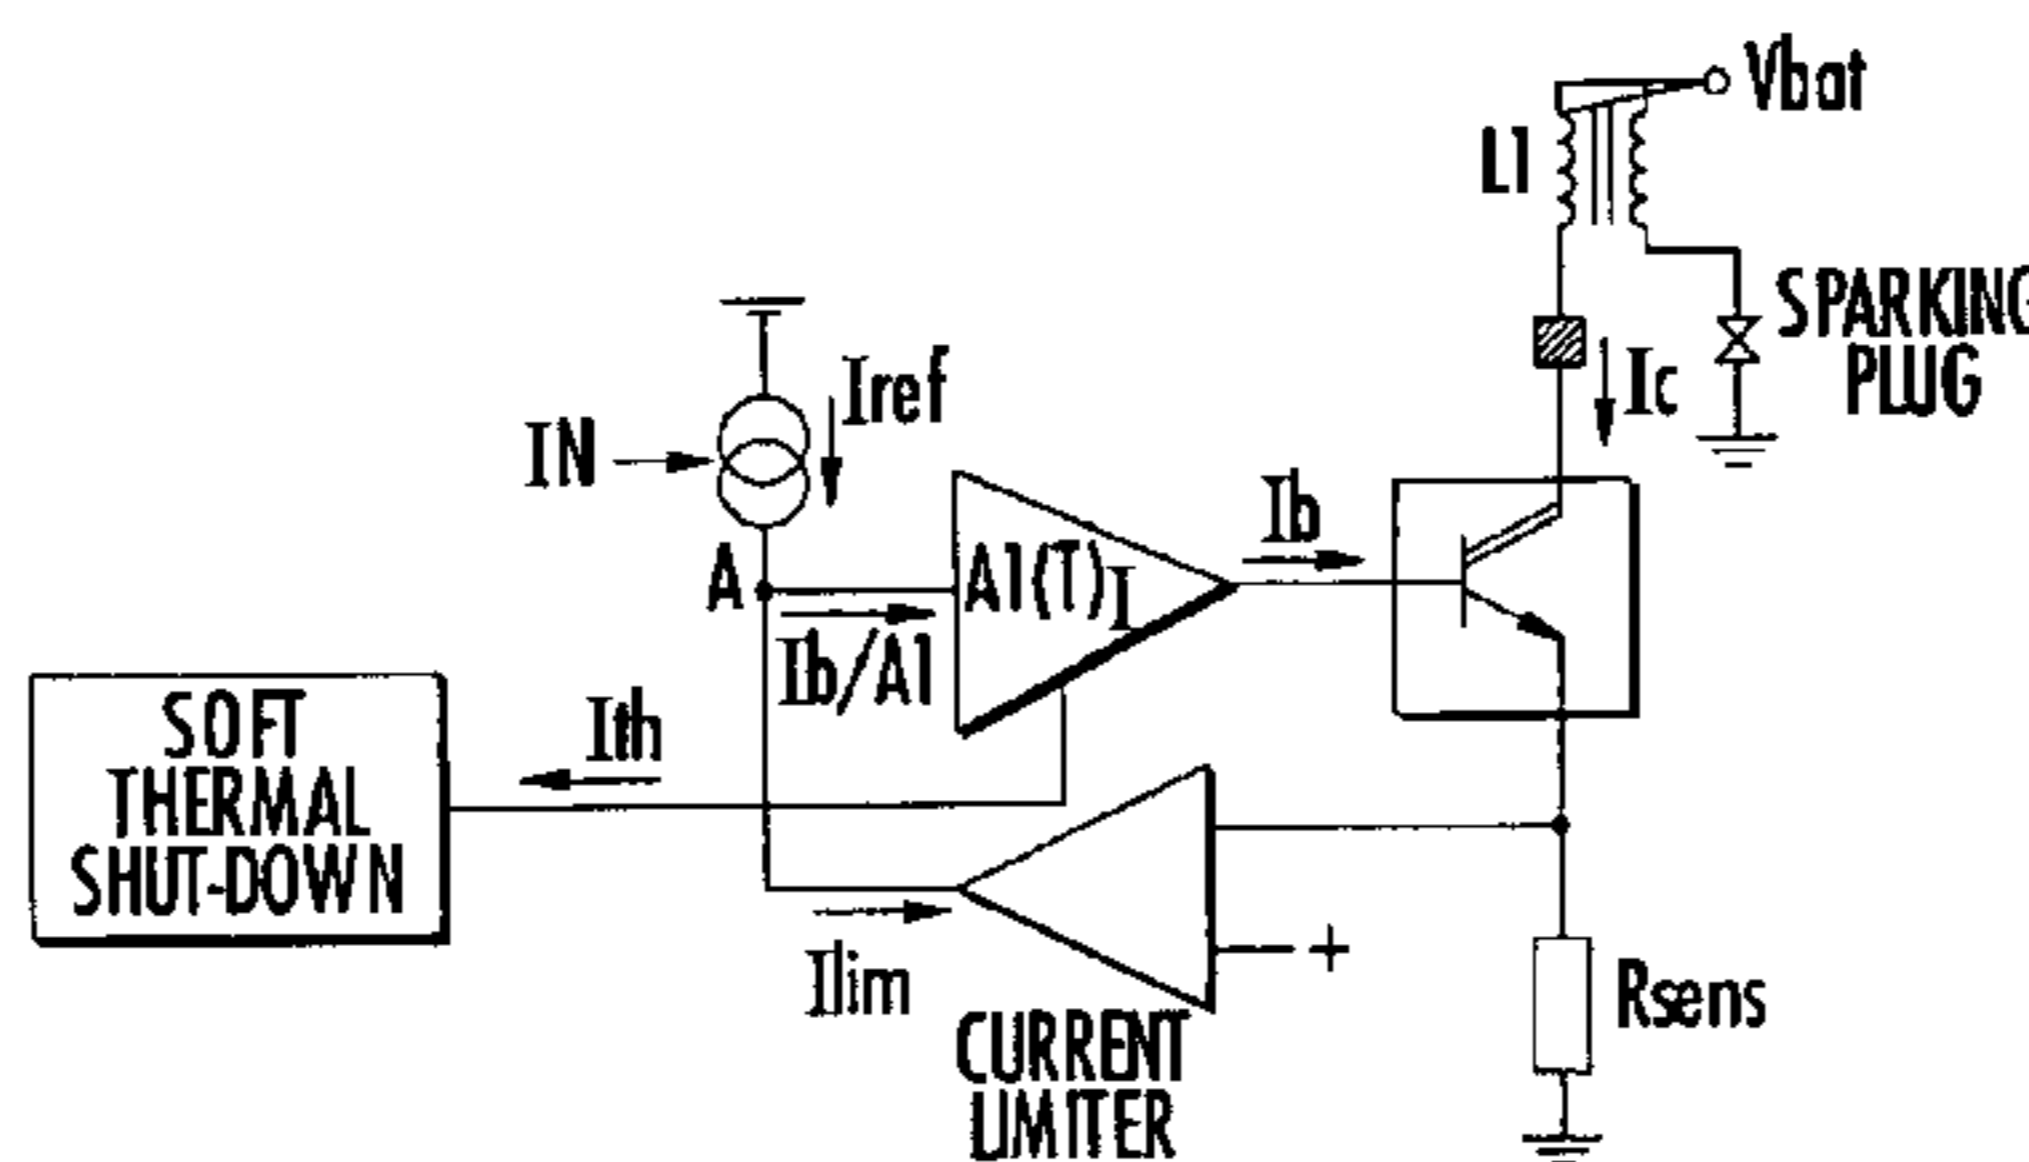 Vbat
L1
SPARKING
PLUG
Iref
Ic
IN
Ib
A
A1(T)I
Ib/A1
SOFT
THERMAL
SHUT-DOWN
Ith
+
Ilim
Rsens
CURRENT
LIMITER